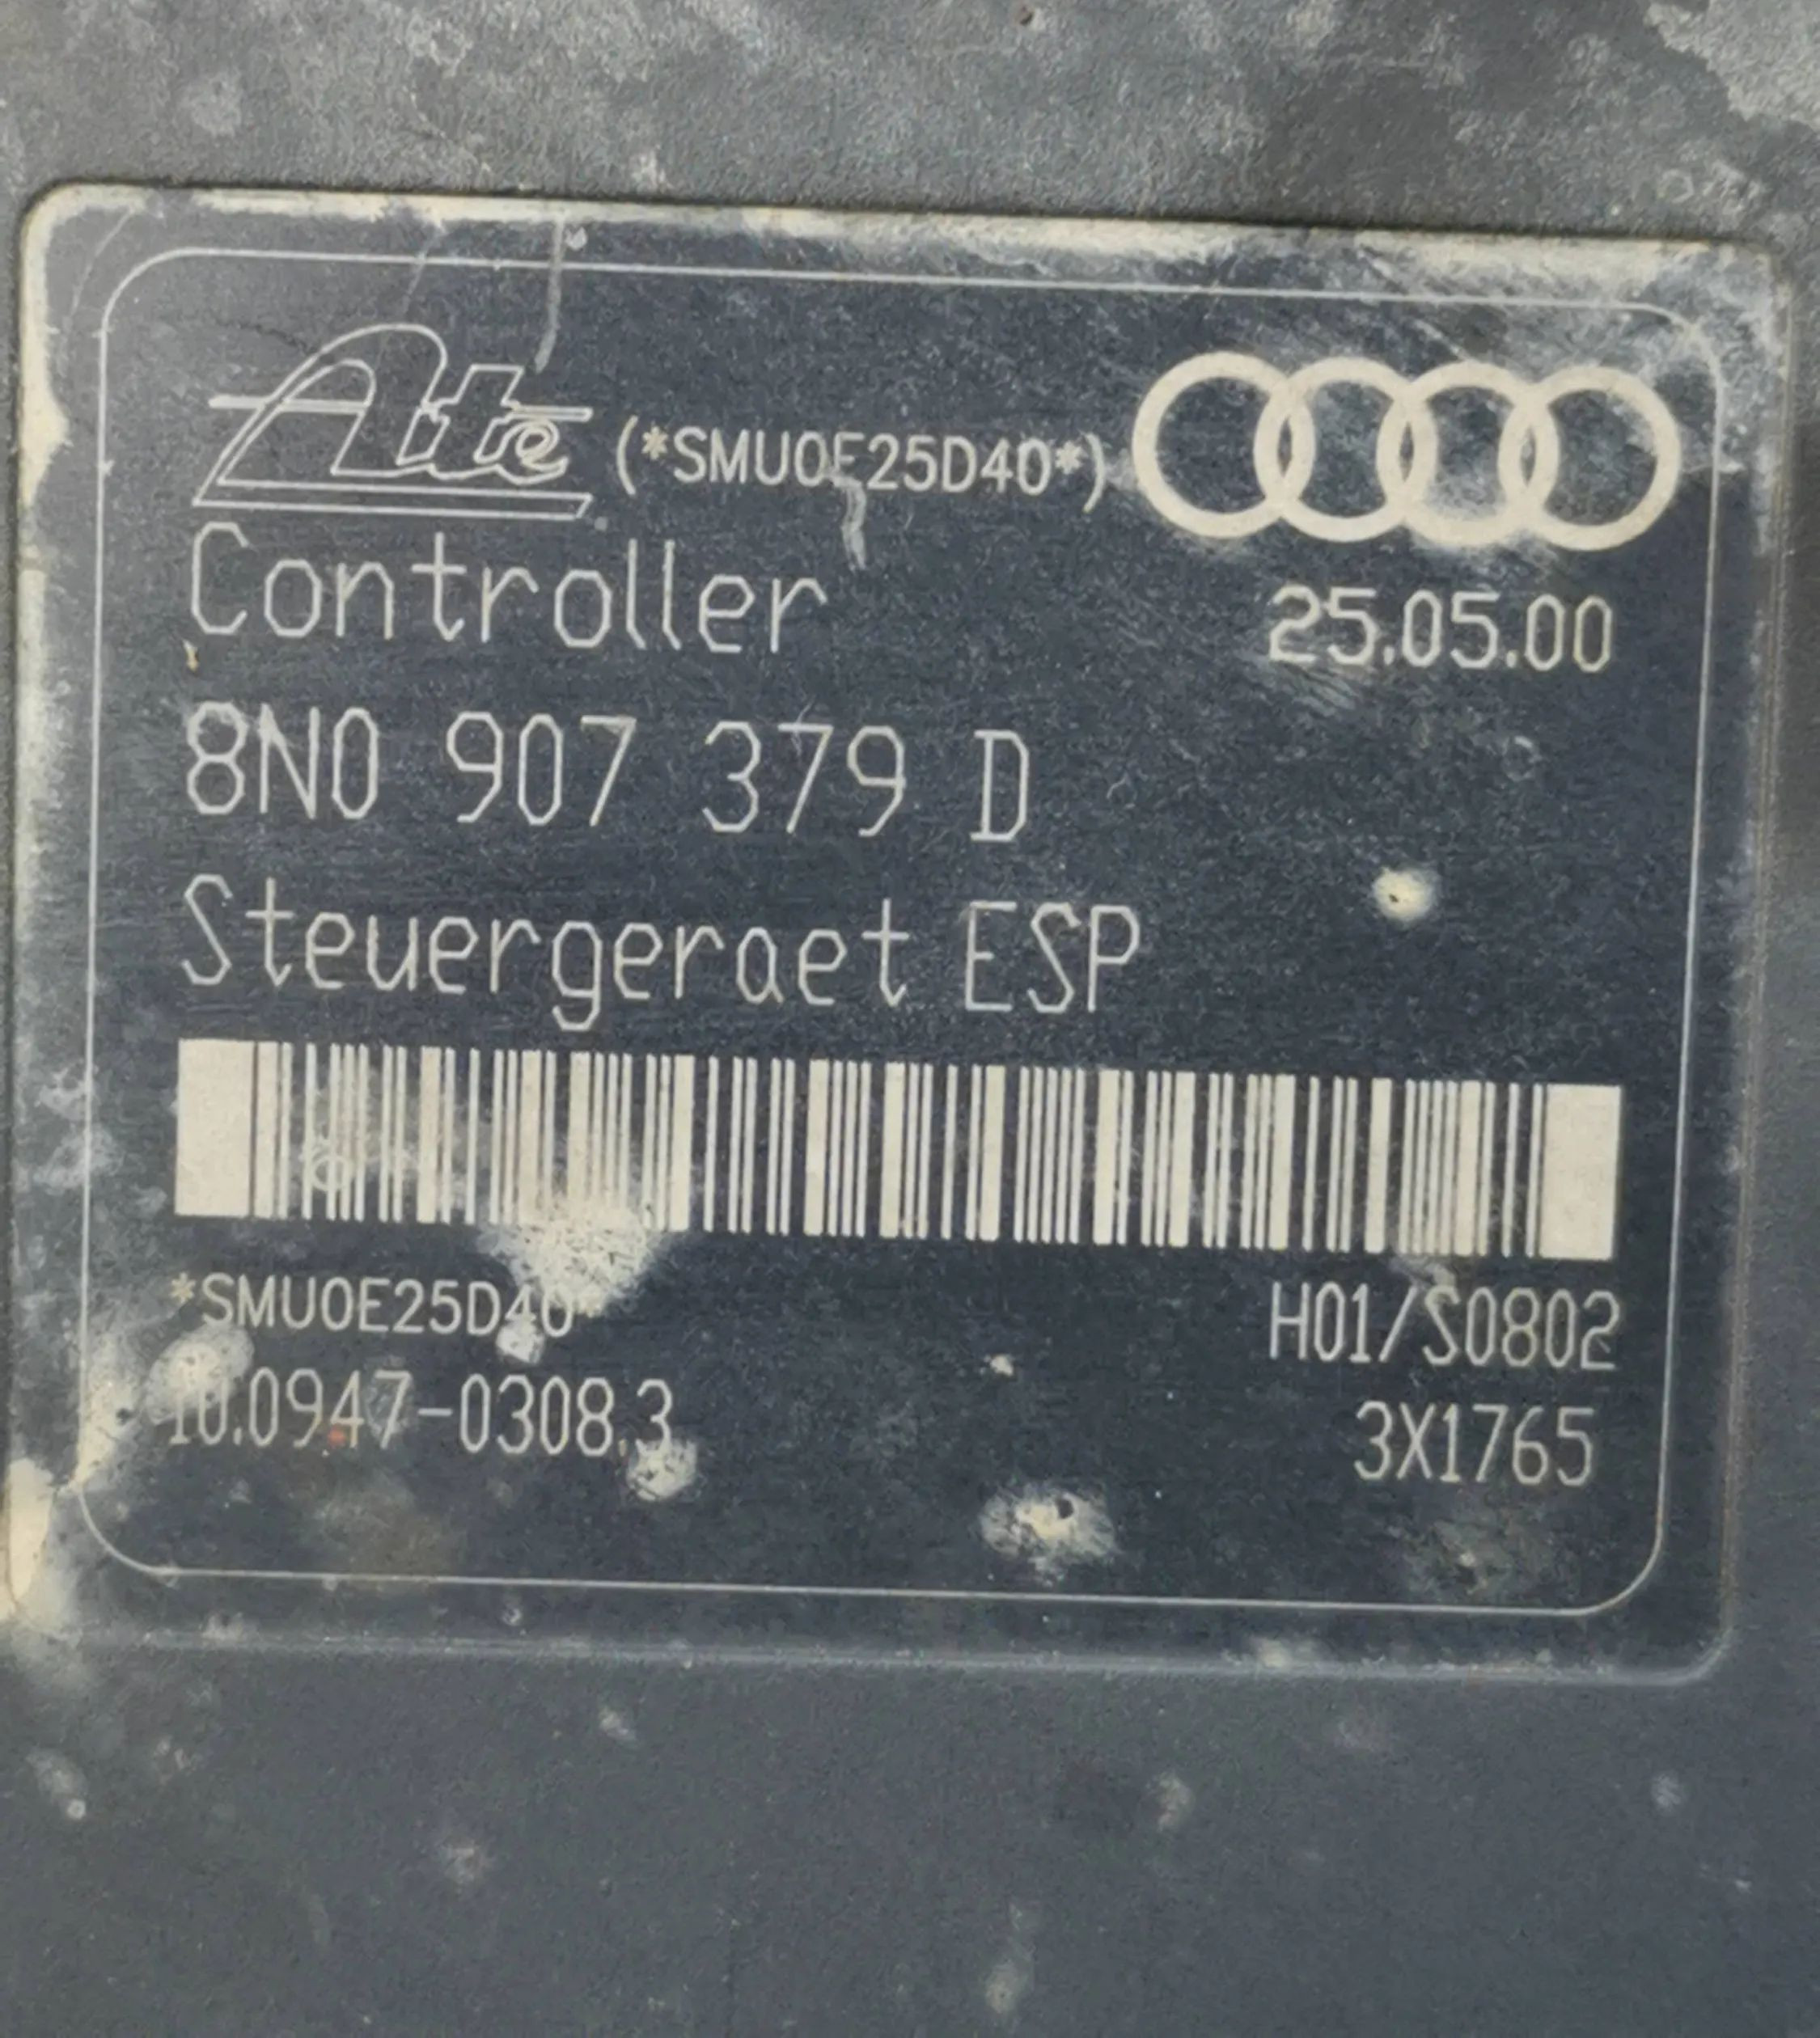 Ate (*SMU0E25D40*)
Controller 25.05.00
8N0 907 379 D
Steuergeraet ESP
*SMU0E25D40* H01/S0802
10.0947-0308.3 3X1765